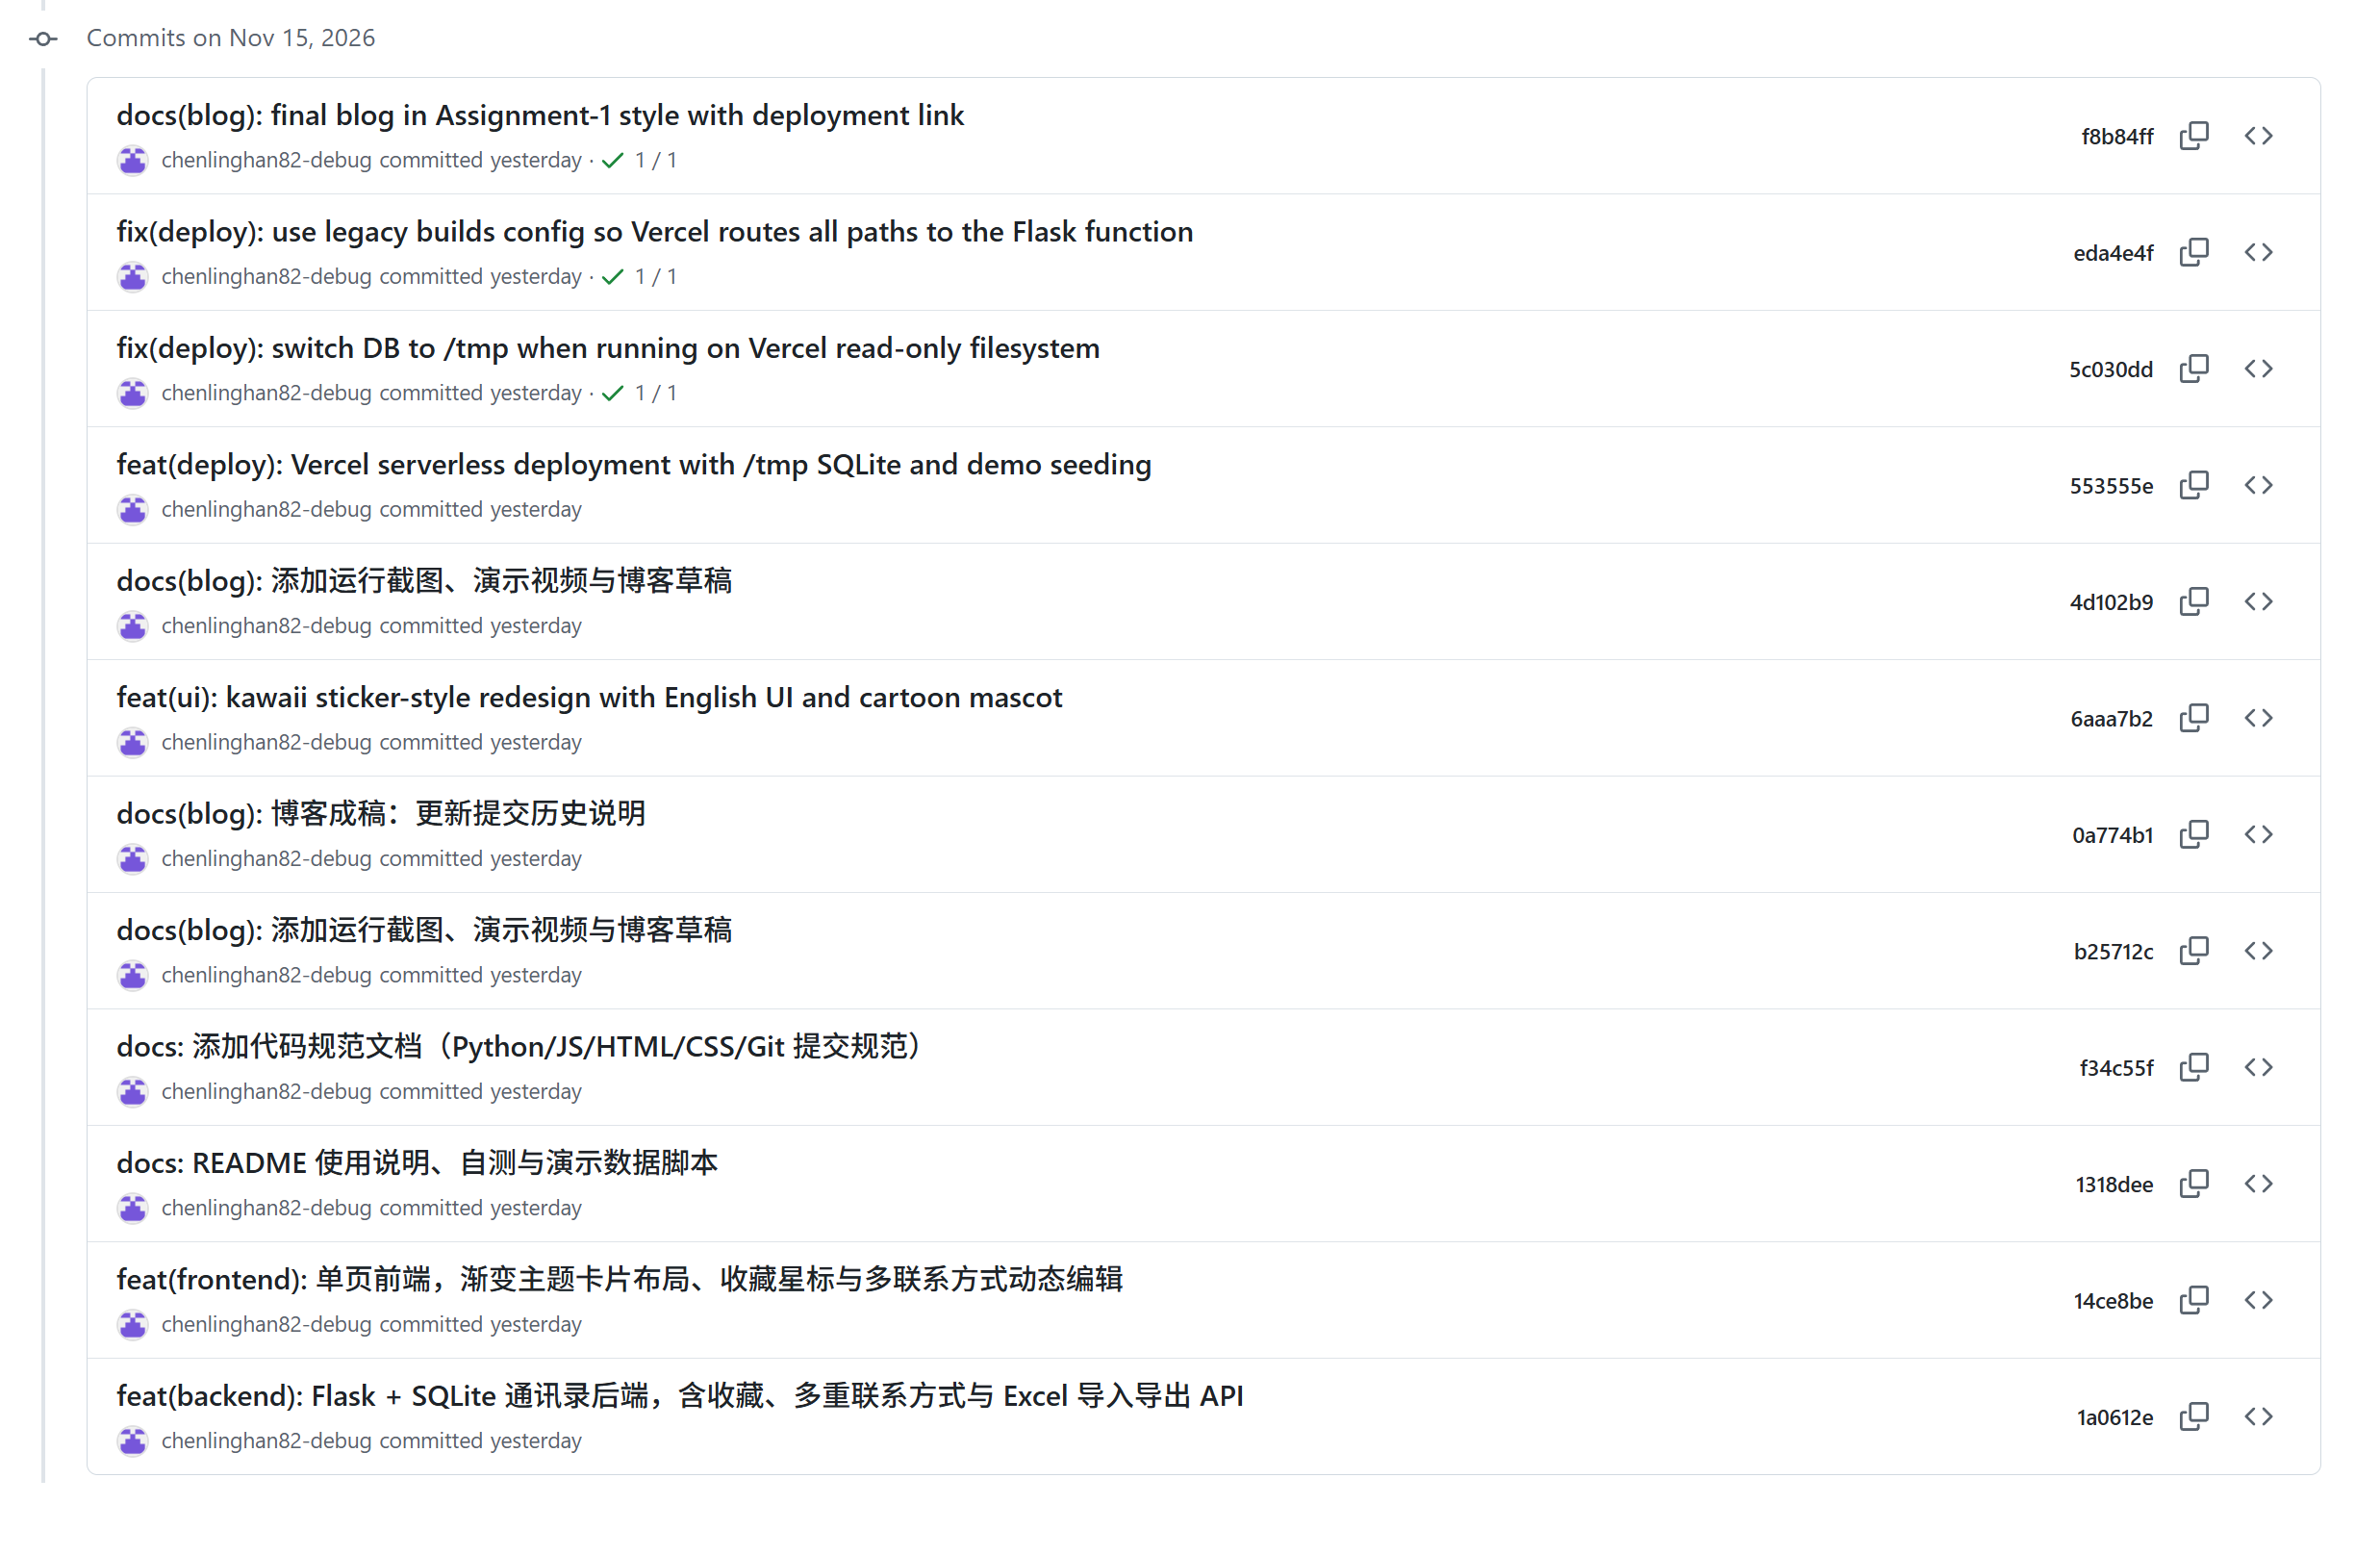 Commits on Nov 15, 2026
docs(blog): final blog in Assignment-1 style with deployment link
chenlinghan82-debug committed yesterday · 1 / 1
f8b84ff
fix(deploy): use legacy builds config so Vercel routes all paths to the Flask function
chenlinghan82-debug committed yesterday · 1 / 1
eda4e4f
fix(deploy): switch DB to /tmp when running on Vercel read-only filesystem
chenlinghan82-debug committed yesterday · 1 / 1
5c030dd
feat(deploy): Vercel serverless deployment with /tmp SQLite and demo seeding
chenlinghan82-debug committed yesterday
553555e
docs(blog): 添加运行截图、演示视频与博客草稿
chenlinghan82-debug committed yesterday
4d102b9
feat(ui): kawaii sticker-style redesign with English UI and cartoon mascot
chenlinghan82-debug committed yesterday
6aaa7b2
docs(blog): 博客成稿：更新提交历史说明
chenlinghan82-debug committed yesterday
0a774b1
docs(blog): 添加运行截图、演示视频与博客草稿
chenlinghan82-debug committed yesterday
b25712c
docs: 添加代码规范文档（Python/JS/HTML/CSS/Git 提交规范）
chenlinghan82-debug committed yesterday
f34c55f
docs: README 使用说明、自测与演示数据脚本
chenlinghan82-debug committed yesterday
1318dee
feat(frontend): 单页前端，渐变主题卡片布局、收藏星标与多联系方式动态编辑
chenlinghan82-debug committed yesterday
14ce8be
feat(backend): Flask + SQLite 通讯录后端，含收藏、多重联系方式与 Excel 导入导出 API
chenlinghan82-debug committed yesterday
1a0612e